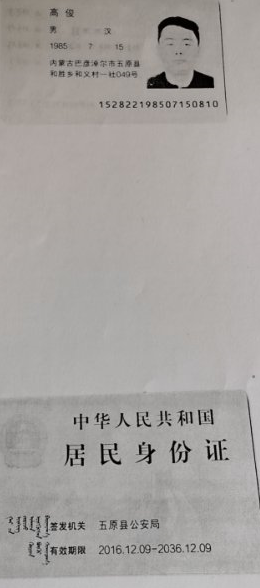 高俊
男 汉
1985 7 15
内蒙古巴彦淖尔市五原县
和胜乡和义村一社049号
152822198507150810
中华人民共和国
居民身份证
签发机关 五原县公安局
有效期限 2016.12.09-2036.12.09